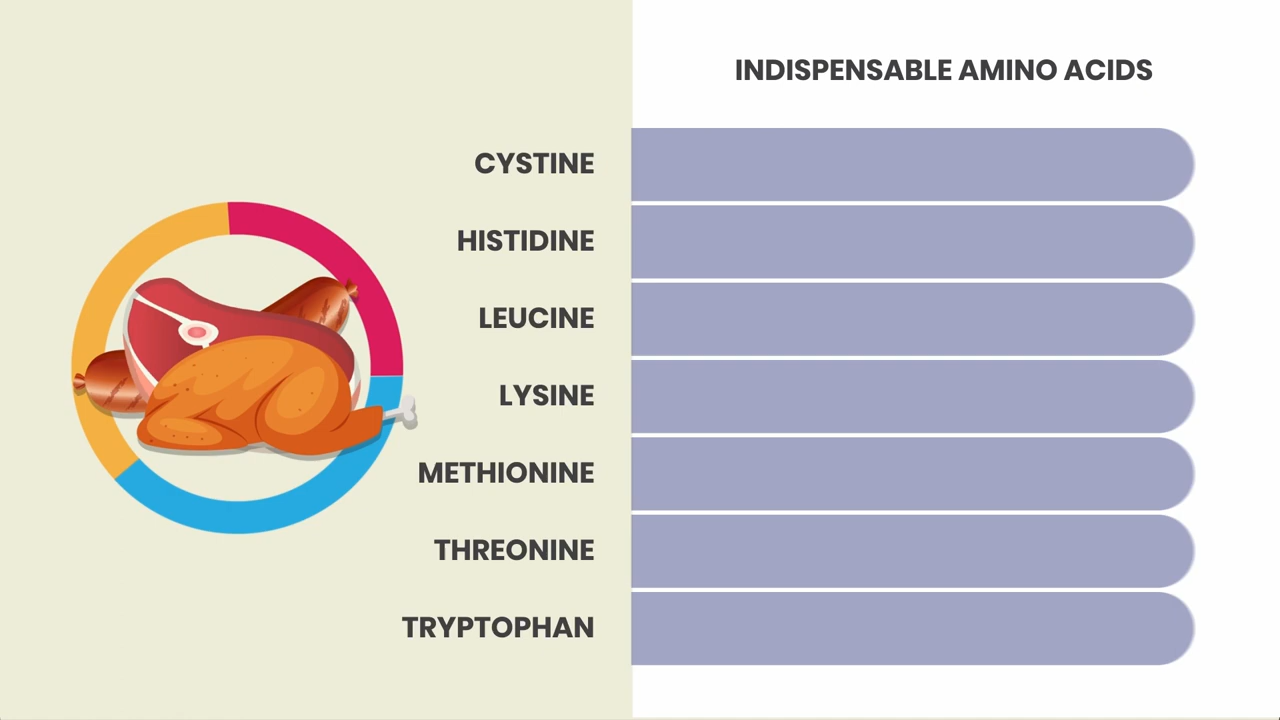 INDISPENSABLE AMINO ACIDS
CYSTINE
HISTIDINE
LEUCINE
LYSINE
METHIONINE
THREONINE
TRYPTOPHAN